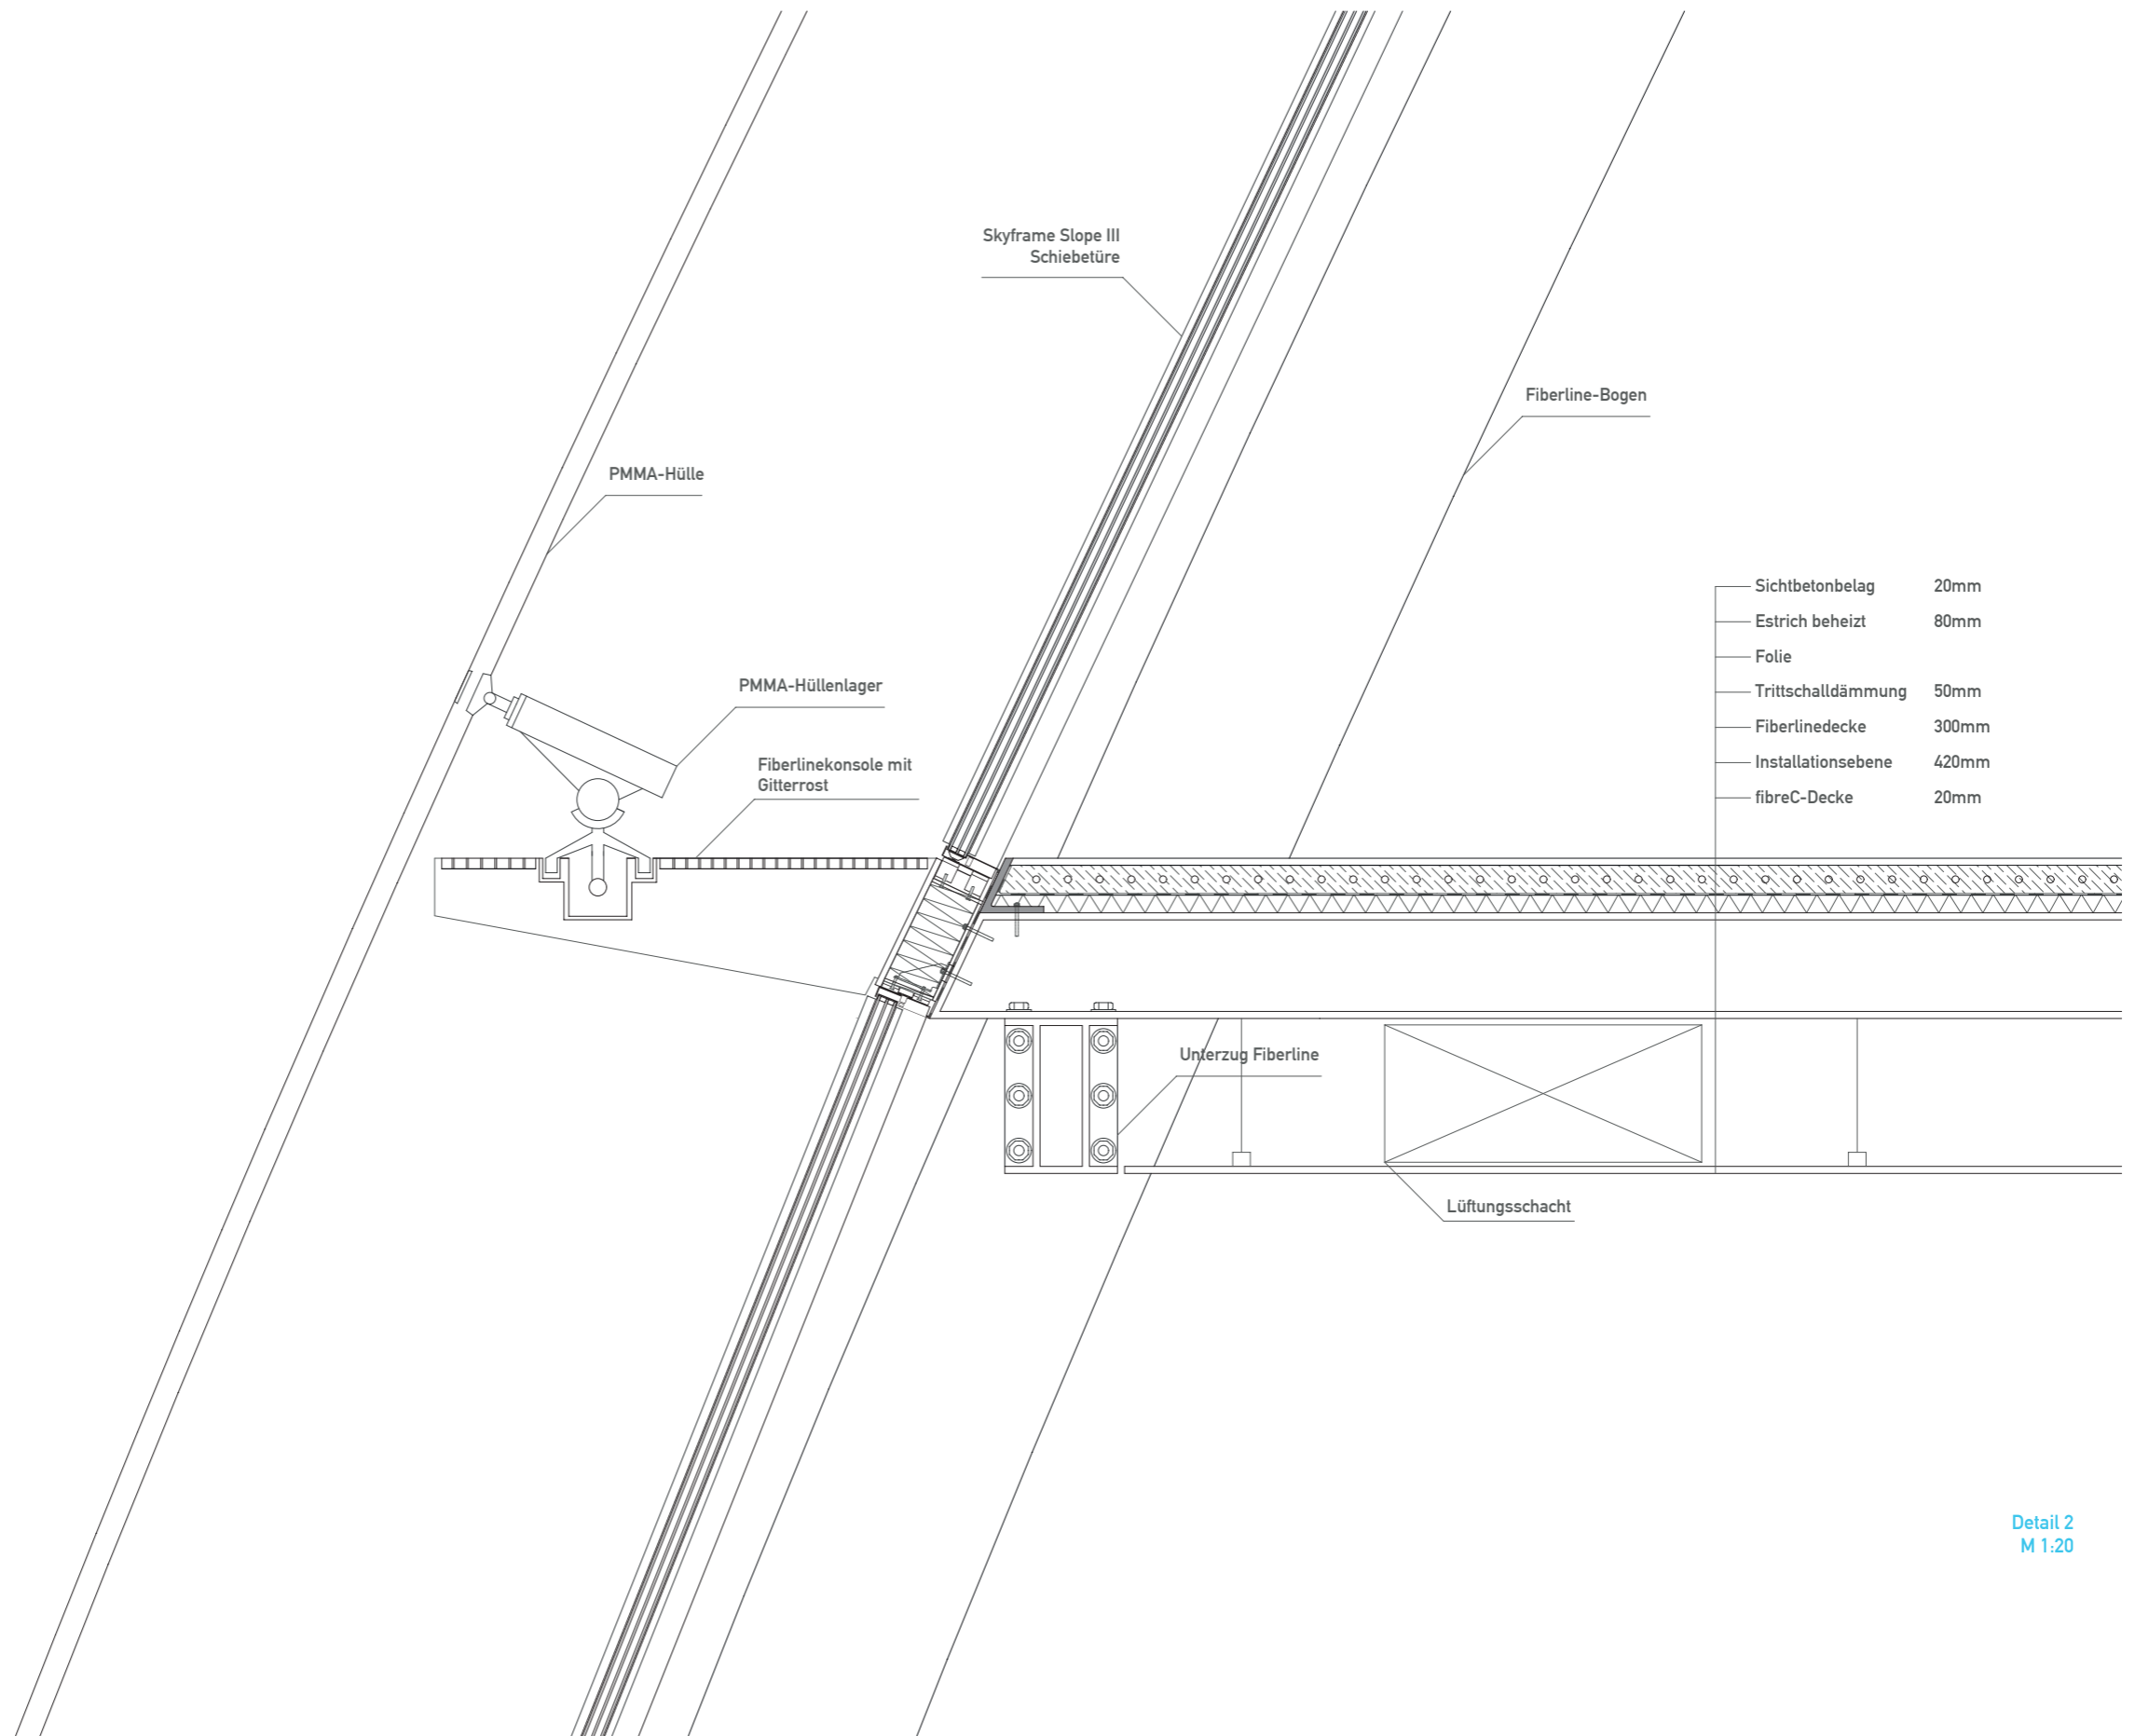 Skyframe Slope III
Schiebetüre
Fiberline-Bogen
PMMA-Hülle
Sichtbetonbelag 20mm
Estrich beheizt 80mm
Folie
Trittschalldämmung 50mm
Fiberlinedecke 300mm
Installationsebene 420mm
fibreC-Decke 20mm
PMMA-Hüllenlager
Fiberlinekonsole mit
Gitterrost
Unterzug Fiberline
Lüftungsschacht
Detail 2
M 1:20